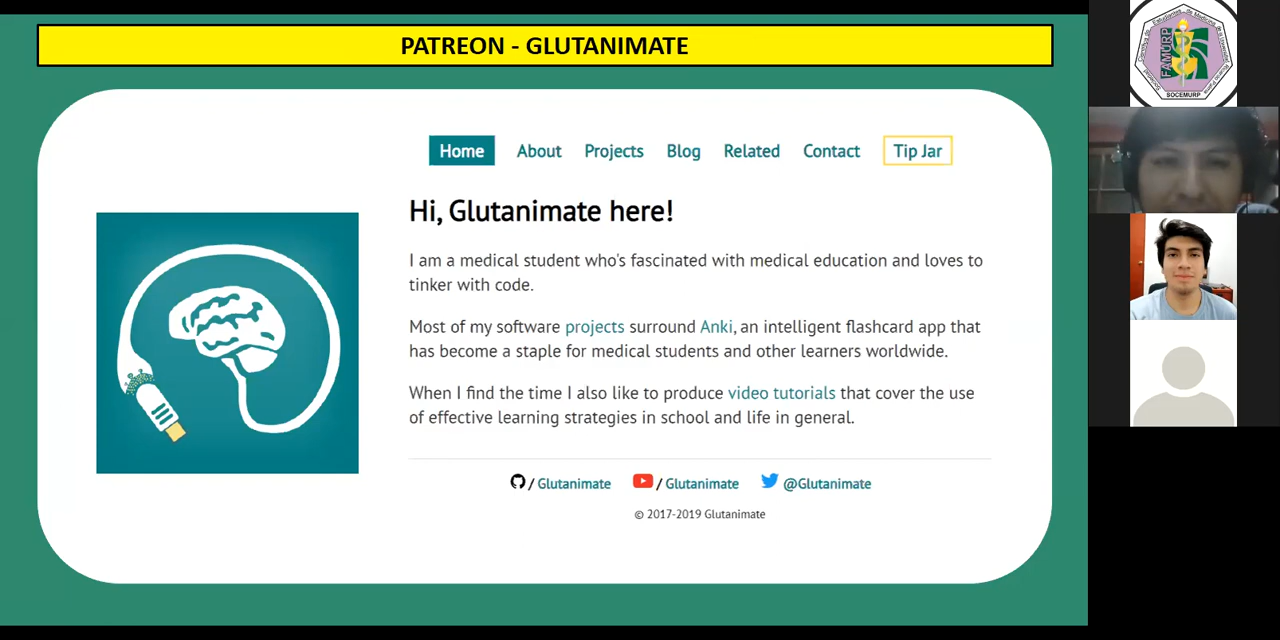 PATREON - GLUTANIMATE
Home About Projects Blog Related Contact Tip Jar
Hi, Glutanimate here!
I am a medical student who's fascinated with medical education and loves to
tinker with code.
Most of my software projects surround Anki, an intelligent flashcard app that
has become a staple for medical students and other learners worldwide.
When I find the time I also like to produce video tutorials that cover the use
of effective learning strategies in school and life in general.
/ Glutanimate / Glutanimate @Glutanimate
© 2017-2019 Glutanimate
FAMURP
SOCEMURP